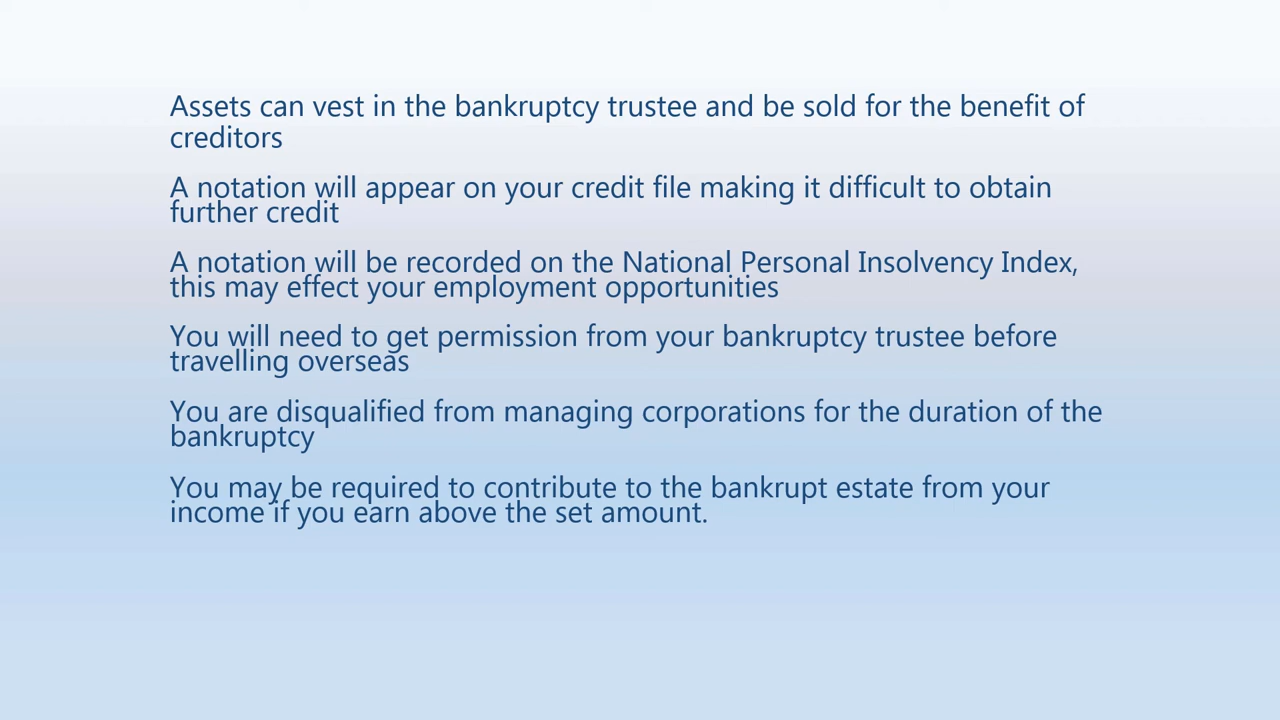 Assets can vest in the bankruptcy trustee and be sold for the benefit of
creditors
A notation will appear on your credit file making it difficult to obtain
further credit
A notation will be recorded on the National Personal Insolvency Index,
this may effect your employment opportunities
You will need to get permission from your bankruptcy trustee before
travelling overseas
You are disqualified from managing corporations for the duration of the
bankruptcy
You may be required to contribute to the bankrupt estate from your
income if you earn above the set amount.